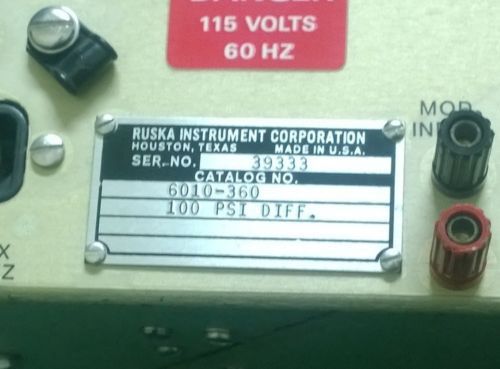 115 VOLTS
60 HZ
MOD
RUSKA INSTRUMENT CORPORATION
HOUSTON, TEXAS MADE IN U.S.A.
SER. NO. 39333
CATALOG NO.
6010-360
100 PSI DIFF.